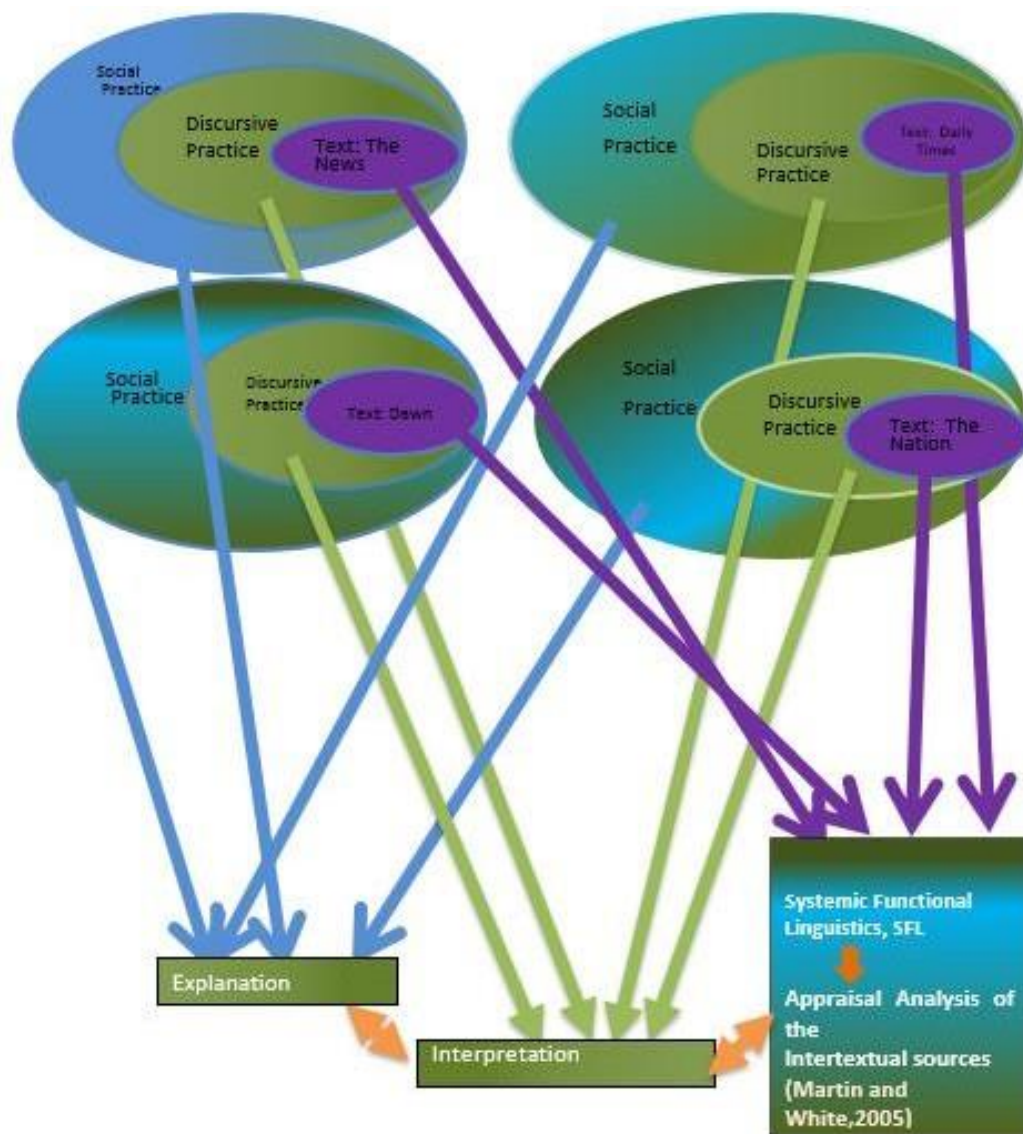 Social
Practice
Discursive
Practice
Text: The
News
Social
Practice
Discursive
Practice
Text: Daily
Times
Social
Practice
Discursive
Practice
Text: Dawn
Social
Practice
Discursive
Practice
Text: The
Nation
Explanation
Interpretation
Systemic Functional
Linguistics, SFL
Appraisal Analysis of
the
Intertextual sources
(Martin and
White,2005)